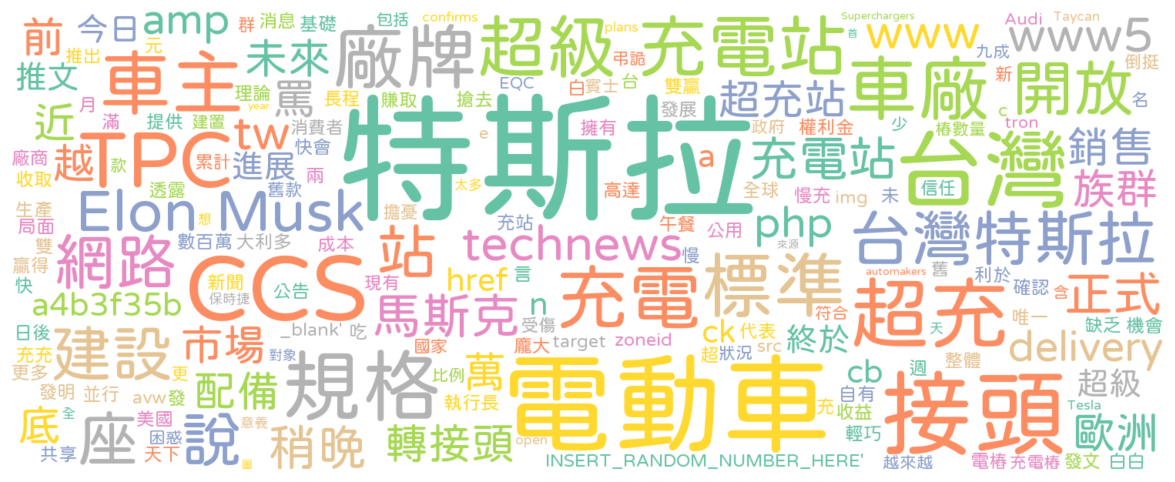 前 今日 amp 群 消息 基礎 包括 confirms plans 超級充電站 Superchargers 首 www Audi Taycan 九成 倒挺
推文 推出 元 車主 未來 廠牌 弔詭 台 EQC 白 賓士 雙贏 www5 新
近 月 滿 提供 建置 理論 year 罵 長程 賺取 搶去 擁有 發展 超充站 政府 權利金 車廠 開放 c tron 樁數量 名
廠商 收取 越 TPC 款 累計 tw 進展 消費者 快會 兩 特斯拉 e a 充電站 少 台灣 信任 銷售 族群
生產 局面 透露 舊款 Elon Musk 擔憂 太多 高達 午餐 全球 慢充 img 未
雙 贏得 快 網路 數百萬 想 大利多 成本 充站 technews 慢 公用 php 來源 台灣特斯拉
a4b3f35b 新聞 保時捷 CCS 公告 站 現有 href 言 n 充電 標準 automakers 舊 利於 確認 含 正式
日後 充充 更多 建設 市場 _blank' 吃 國家 馬斯克 受傷 target 龐大 zoneid ck 超 代表 狀況 src 終於 符合 天 超充 唯一 缺乏 機會 delivery
發明 並行 avw 更 發 配備 對象 規格 比例 萬 執行長 電動車 充 cb 自有 收益 週 整體 接頭 超級 Tesla
底 全 共享 座 美國 困惑 天下 說 意義 圈 稍晚 轉接頭 open INSERT_RANDOM_NUMBER_HERE' 輕巧 越來越 電樁 充電樁 歐洲 發文 白白